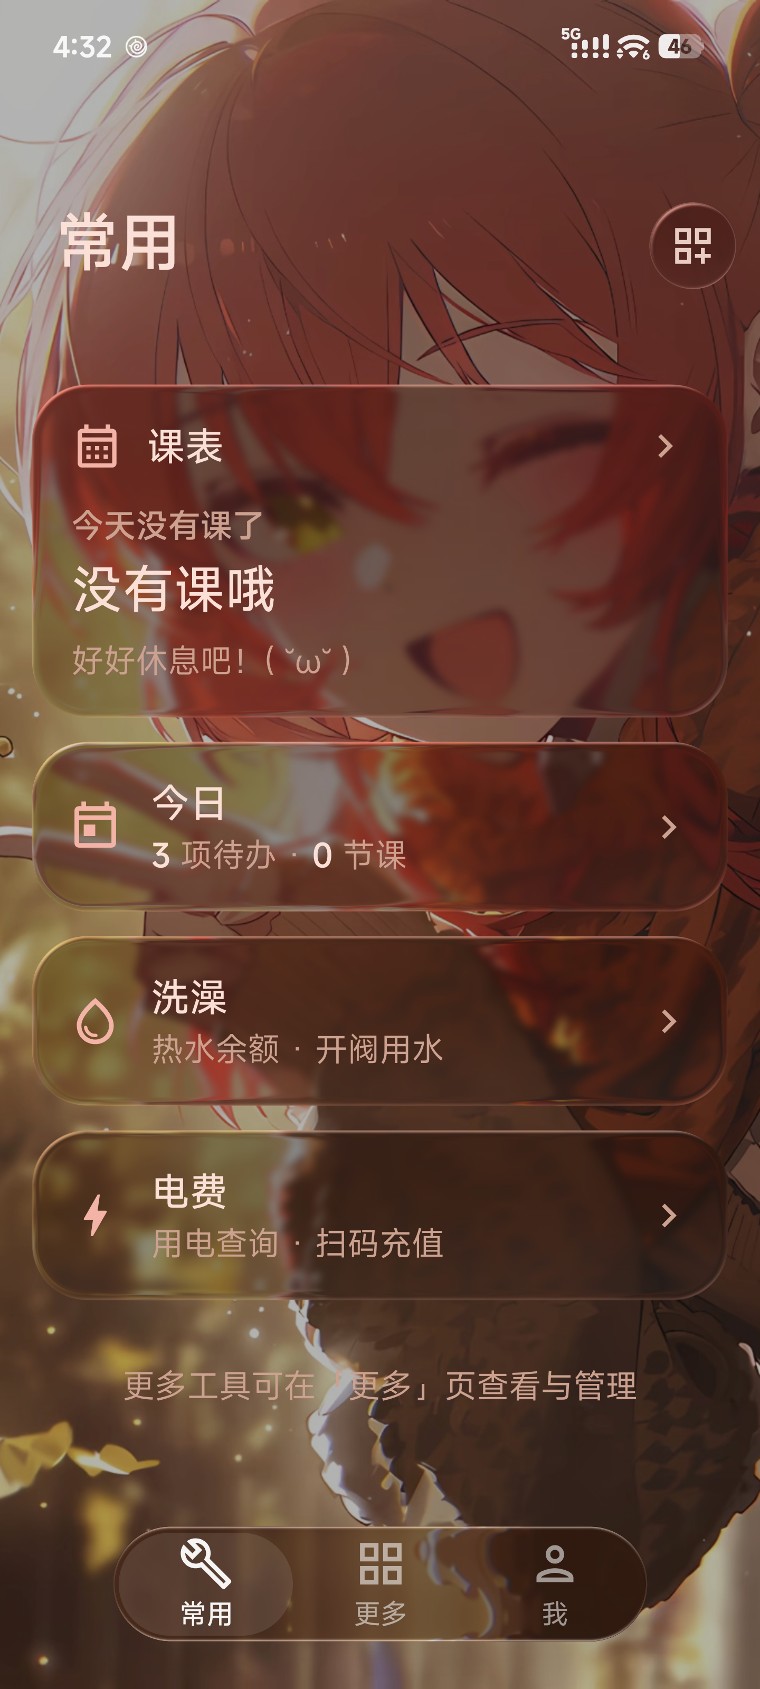 4:32
5G
6
46
常用
课表
今天没有课了
没有课哦
好好休息吧！( ˘ω˘ )
今日
3 项待办 · 0 节课
洗澡
热水余额 · 开阀用水
电费
用电查询 · 扫码充值
更多工具可在「更多」页查看与管理
常用
更多
我